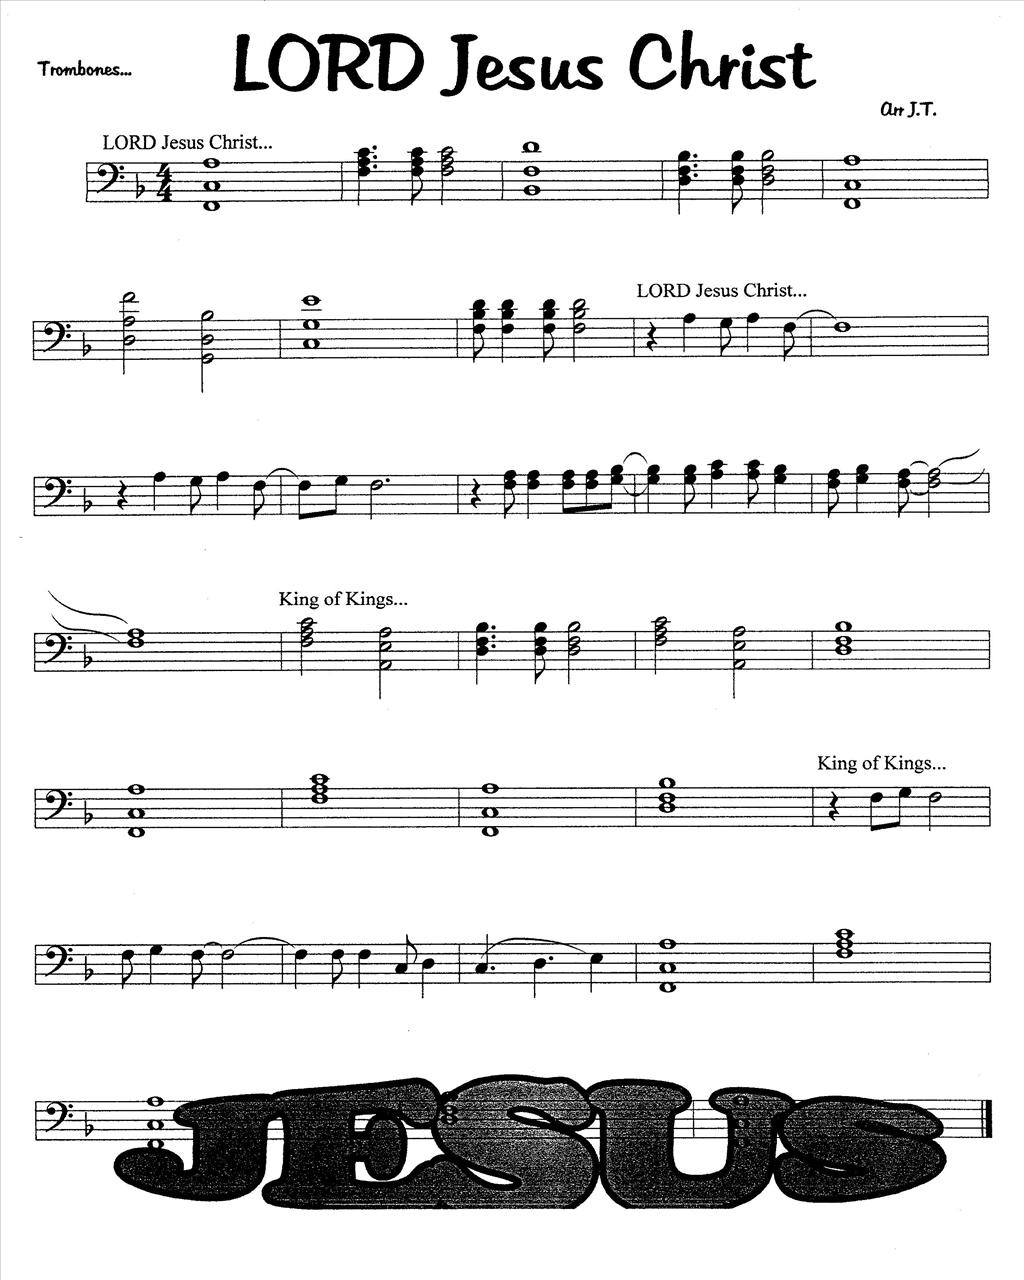 LORD Jesus Christ
Trombones...
Arr J.T.
LORD Jesus Christ...
LORD Jesus Christ...
King of Kings...
King of Kings...
JESUS